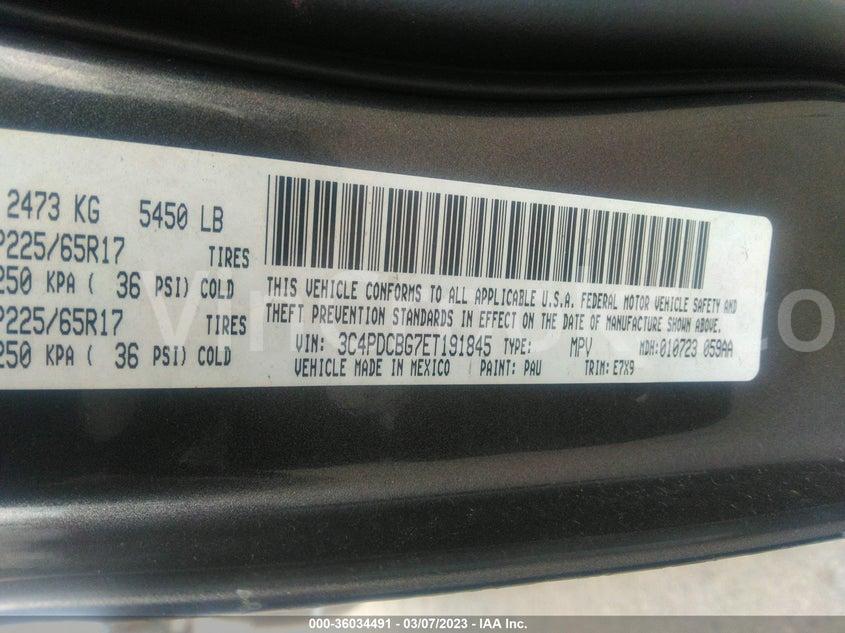 2473 KG 5450 LB
P225/65R17 TIRES
250 KPA ( 36 PSI) COLD
P225/65R17 TIRES
250 KPA ( 36 PSI) COLD
THIS VEHICLE CONFORMS TO ALL APPLICABLE U.S.A. FEDERAL MOTOR VEHICLE SAFETY AND
THEFT PREVENTION STANDARDS IN EFFECT ON THE DATE OF MANUFACTURE SHOWN ABOVE.
VIN: 3C4PDCBG7ET191845 TYPE: MPV MDH: 010723 059AA
VEHICLE MADE IN MEXICO PAINT: PAU TRIM: E7X9
000-36034491 - 03/07/2023 - IAA Inc.